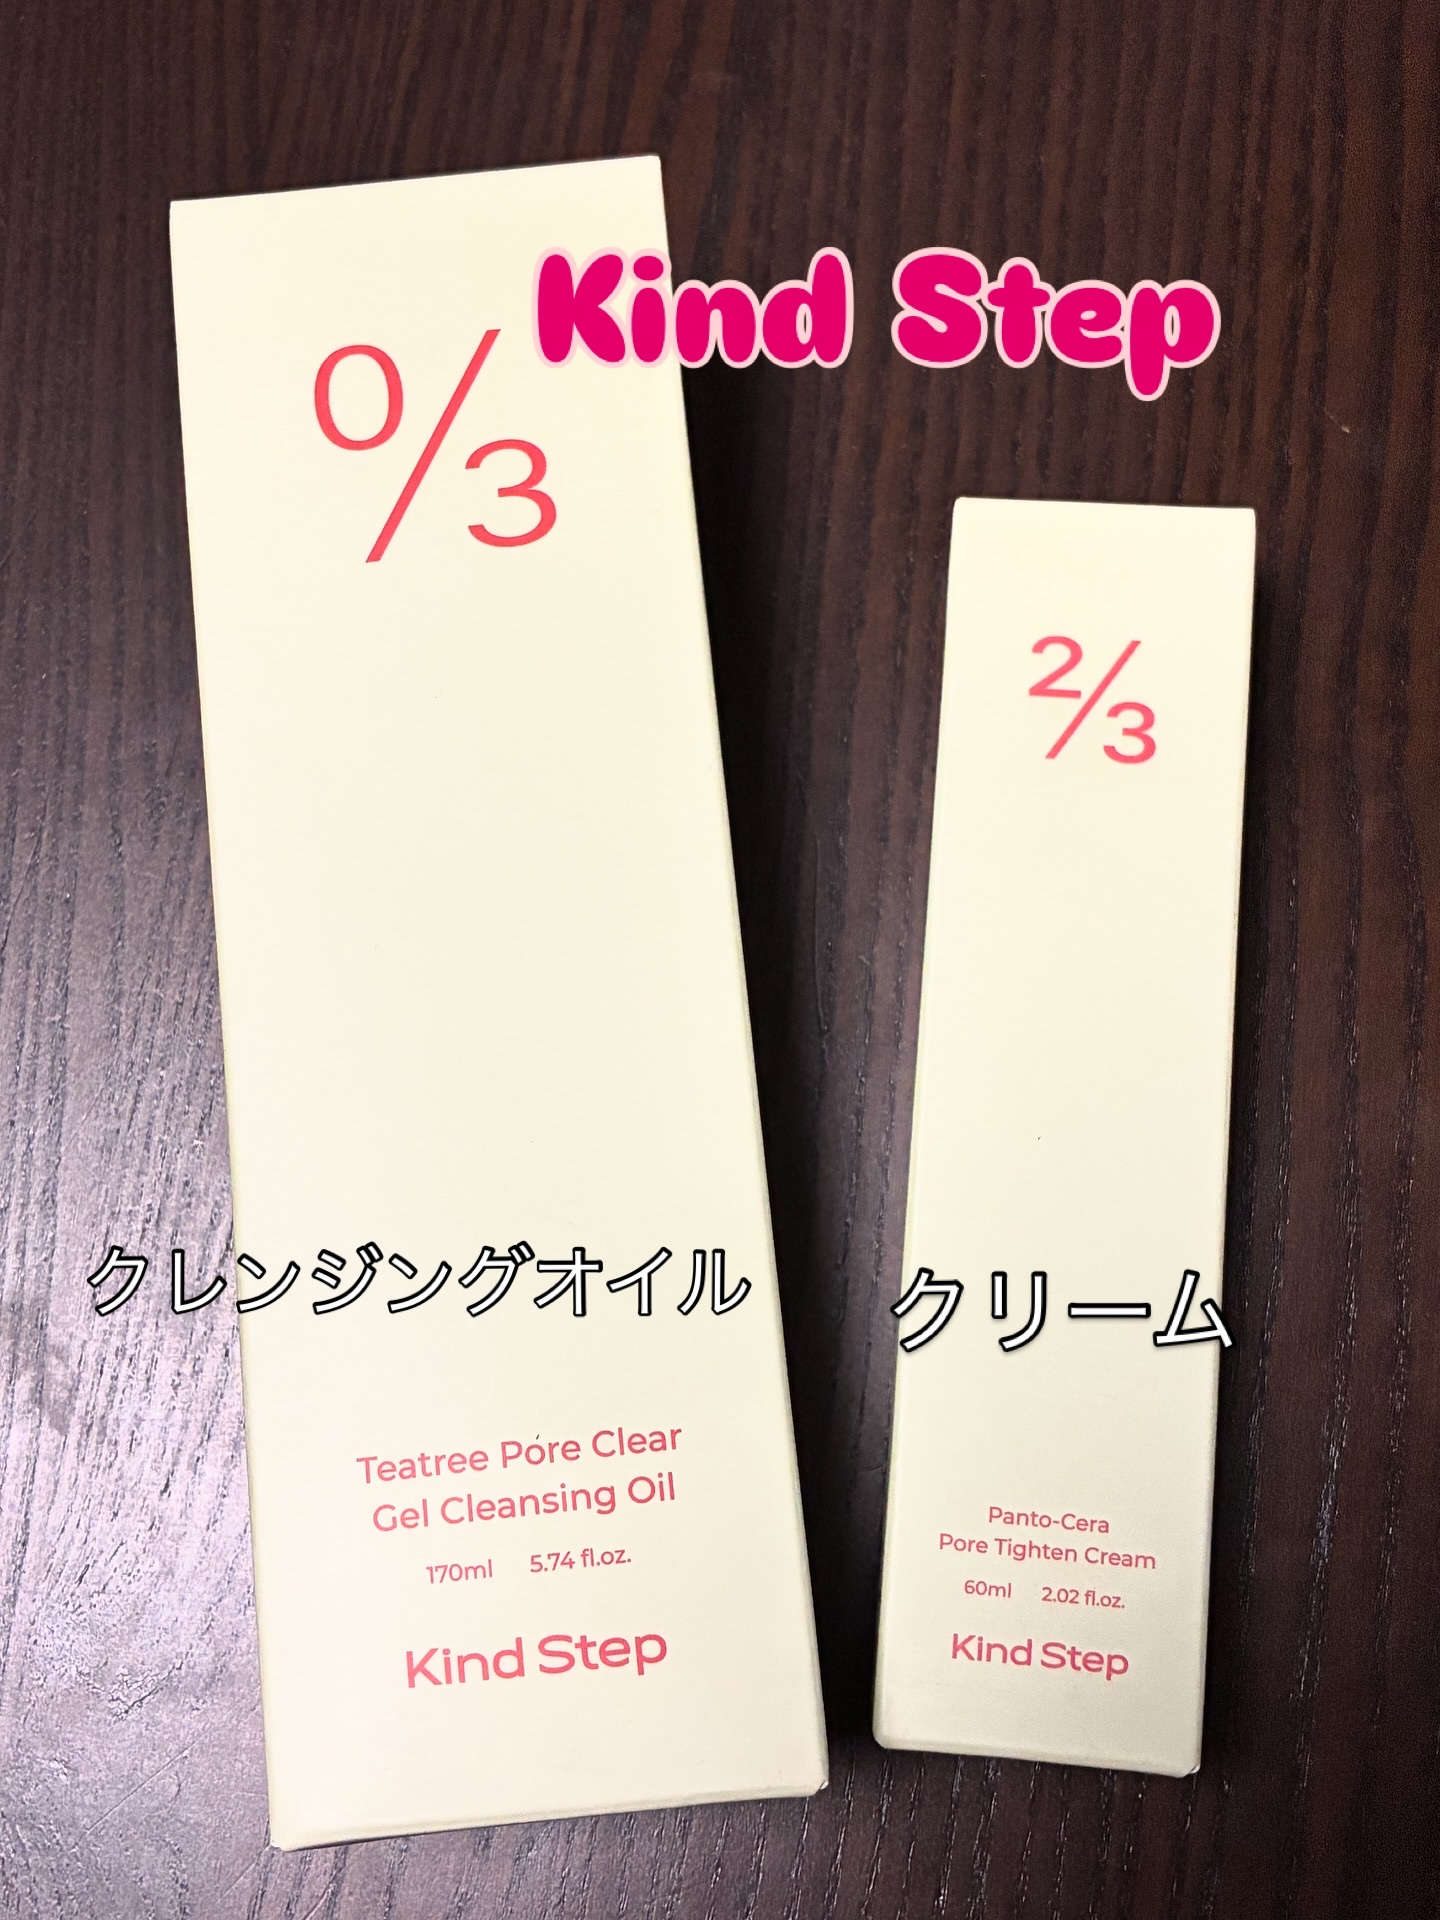 Kind Step
0/3
2/3
クレンジングオイル
クリーム
Teatree Pore Clear
Gel Cleansing Oil
170ml 5.74 fl.oz.
Kind Step
Panto-Cera
Pore Tighten Cream
60ml 2.02 fl.oz.
Kind Step